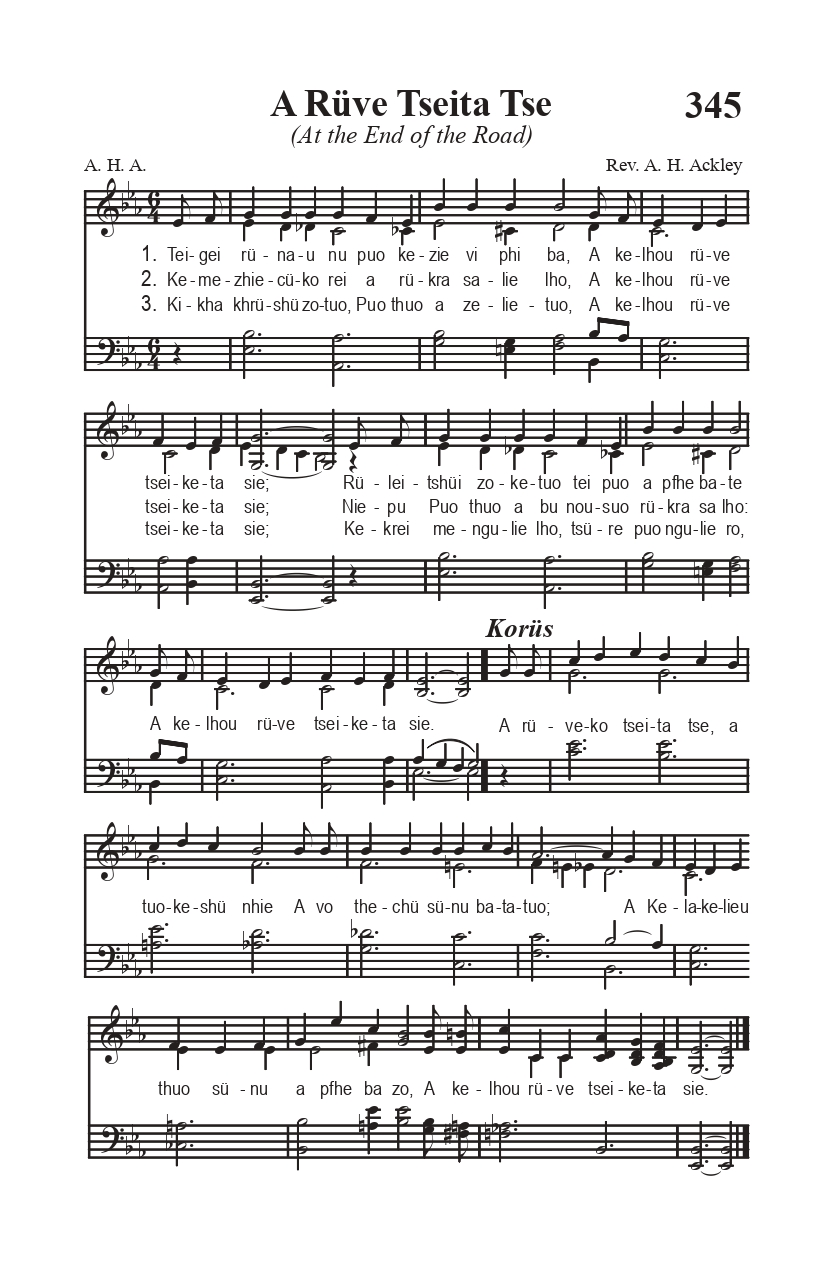 A Rüve Tseita Tse 345
(At the End of the Road)
A. H. A. Rev. A. H. Ackley
1. Tei-gei rü-na-u nu puo ke-zie vi phi ba, A ke-lhou rü-ve
2. Ke-me-zhie-cü-ko rei a rü-kra sa-lie lho, A ke-lhou rü-ve
3. Ki-kha khrü-shü zo-tuo, Puo thuo a ze-lie-tuo, A ke-lhou rü-ve
tsei-ke-ta sie; Rü-lei-tshüi zo-ke-tuo tei puo a pfhe ba-te
tsei-ke-ta sie; Nie-pu Puo thuo a bu nou-suo rü-kra sa lho:
tsei-ke-ta sie; Ke-krei me-ngu-lie lho, tsü-re puo ngu-lie ro,
Korüs
A ke-lhou rü-ve tsei-ke-ta sie. A rü-ve-ko tsei-ta tse, a
tuo-ke-shü nhie A vo the-chü sü-nu ba-ta-tuo; A Ke-la-ke-lieu
thuo sü-nu a pfhe ba zo, A ke-lhou rü-ve tsei-ke-ta sie.